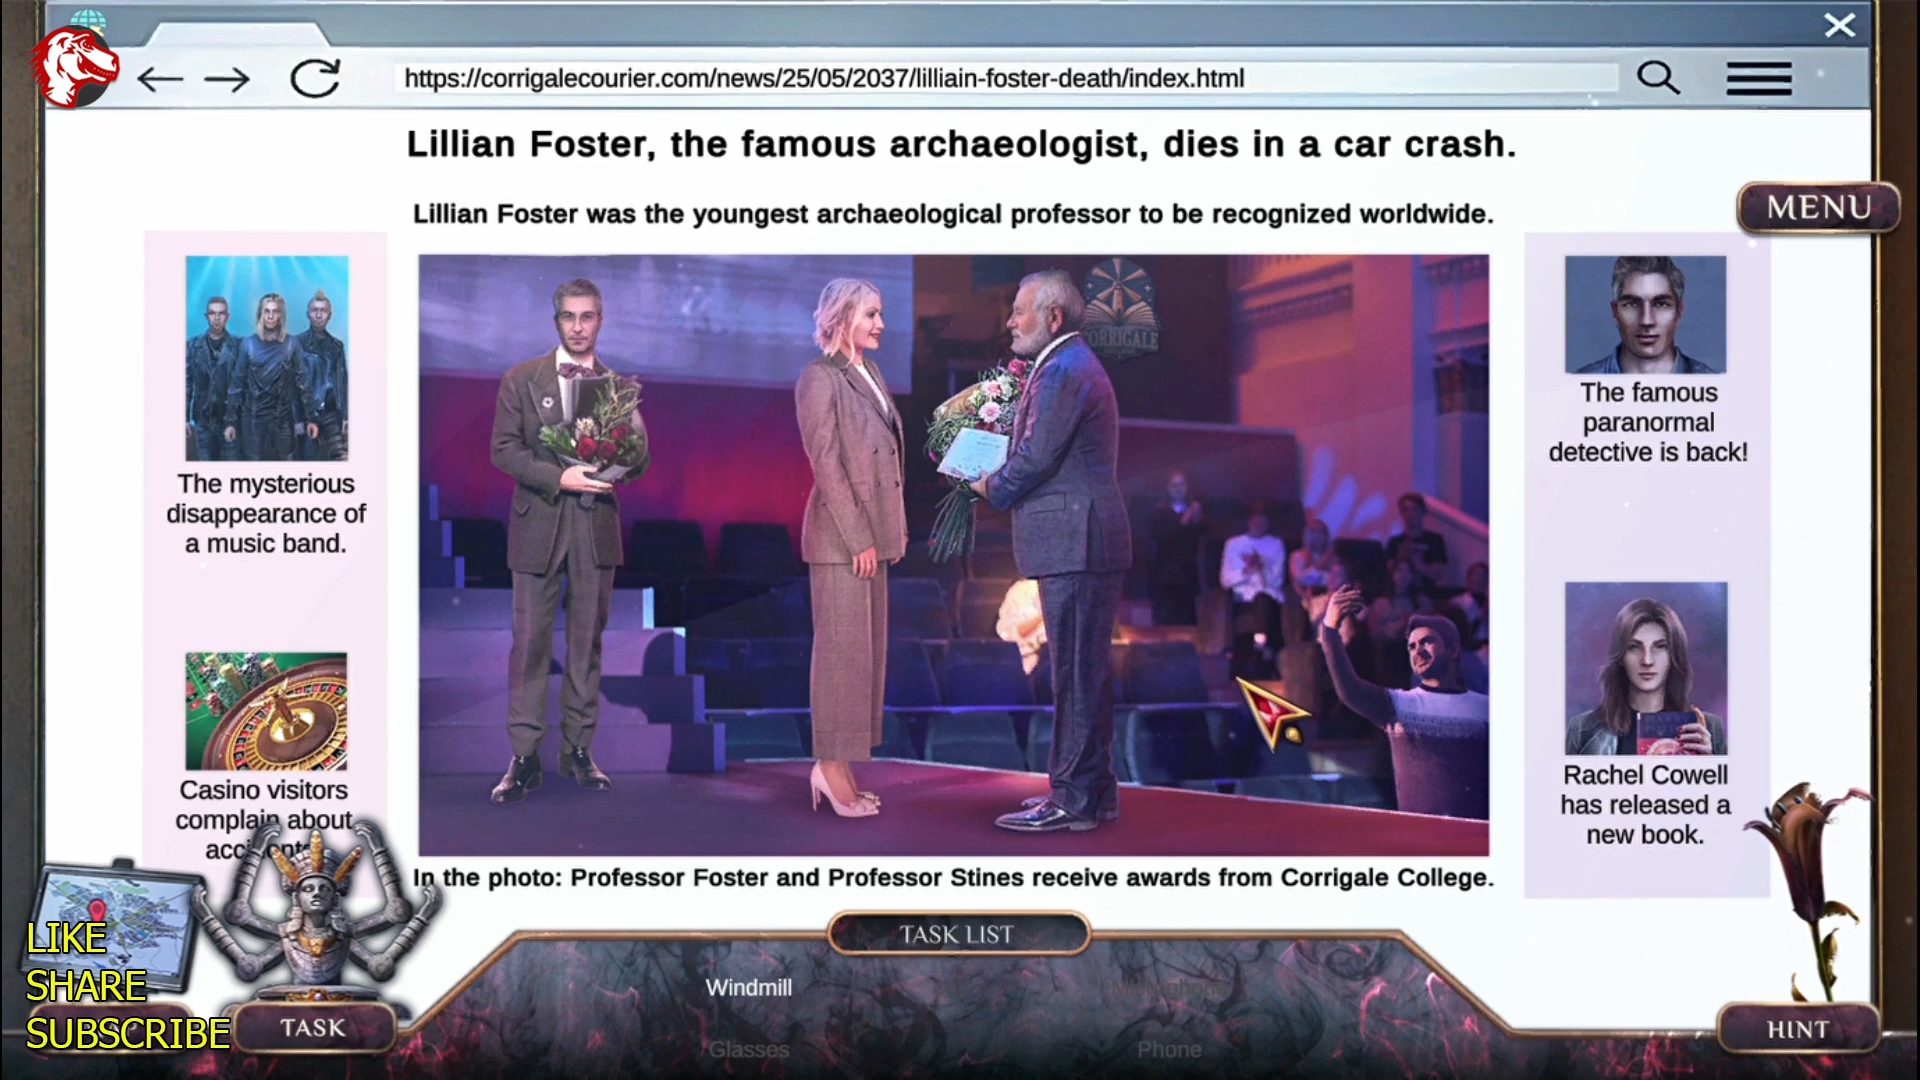 https://corrigalecourier.com/news/25/05/2037/lilliain-foster-death/index.html
Lillian Foster, the famous archaeologist, dies in a car crash.
Lillian Foster was the youngest archaeological professor to be recognized worldwide.
MENU
CORRIGALE
The mysterious
disappearance of
a music band.
The famous
paranormal
detective is back!
Casino visitors
complain about
Rachel Cowell
has released a
new book.
In the photo: Professor Foster and Professor Stines receive awards from Corrigale College.
TASK LIST
Windmill
Glasses
Phone
LIKE
SHARE
SUBSCRIBE
TASK
HINT